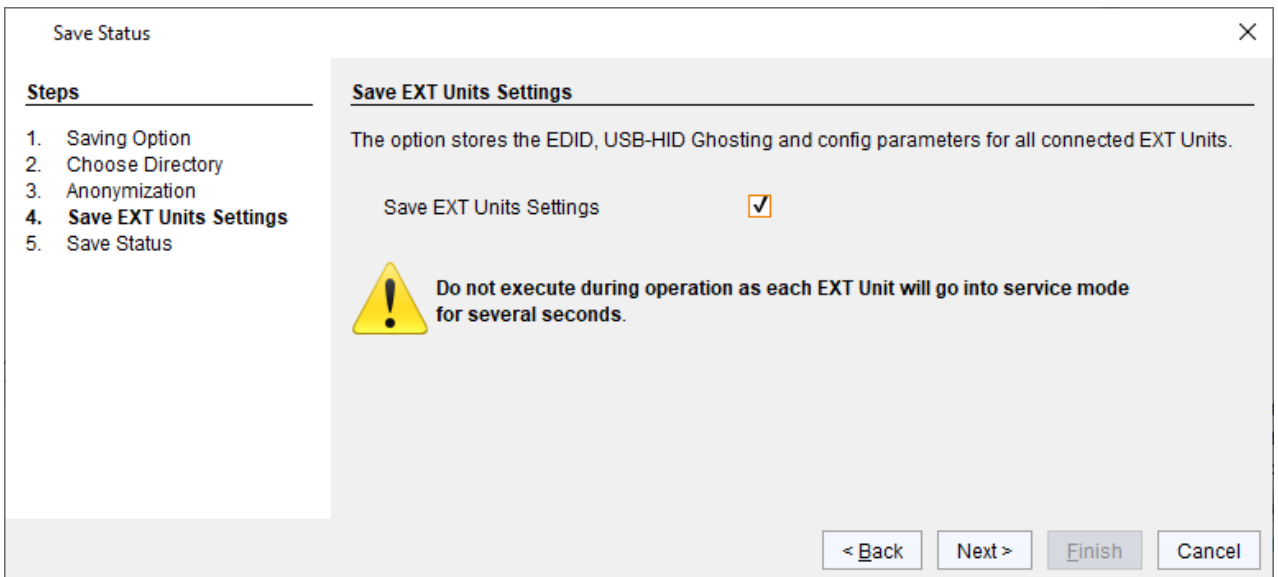 Save Status
Steps
1. Saving Option
2. Choose Directory
3. Anonymization
4. Save EXT Units Settings
5. Save Status
Save EXT Units Settings
The option stores the EDID, USB-HID Ghosting and config parameters for all connected EXT Units.
Save EXT Units Settings
Do not execute during operation as each EXT Unit will go into service mode
for several seconds.
< Back
Next >
Finish
Cancel